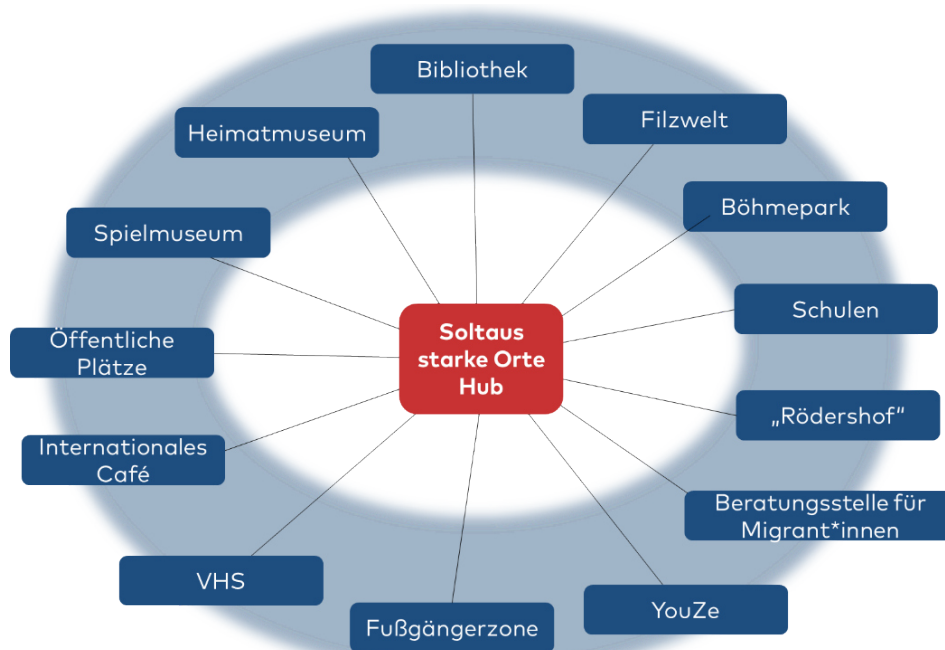 Bibliothek
Filzwelt
Heimatmuseum
Böhmepark
Spielmuseum
Schulen
Soltaus
starke Orte
Hub
Öffentliche
Plätze
„Rödershof“
Internationales
Café
Beratungsstelle für
Migrant*innen
VHS
YouZe
Fußgängerzone